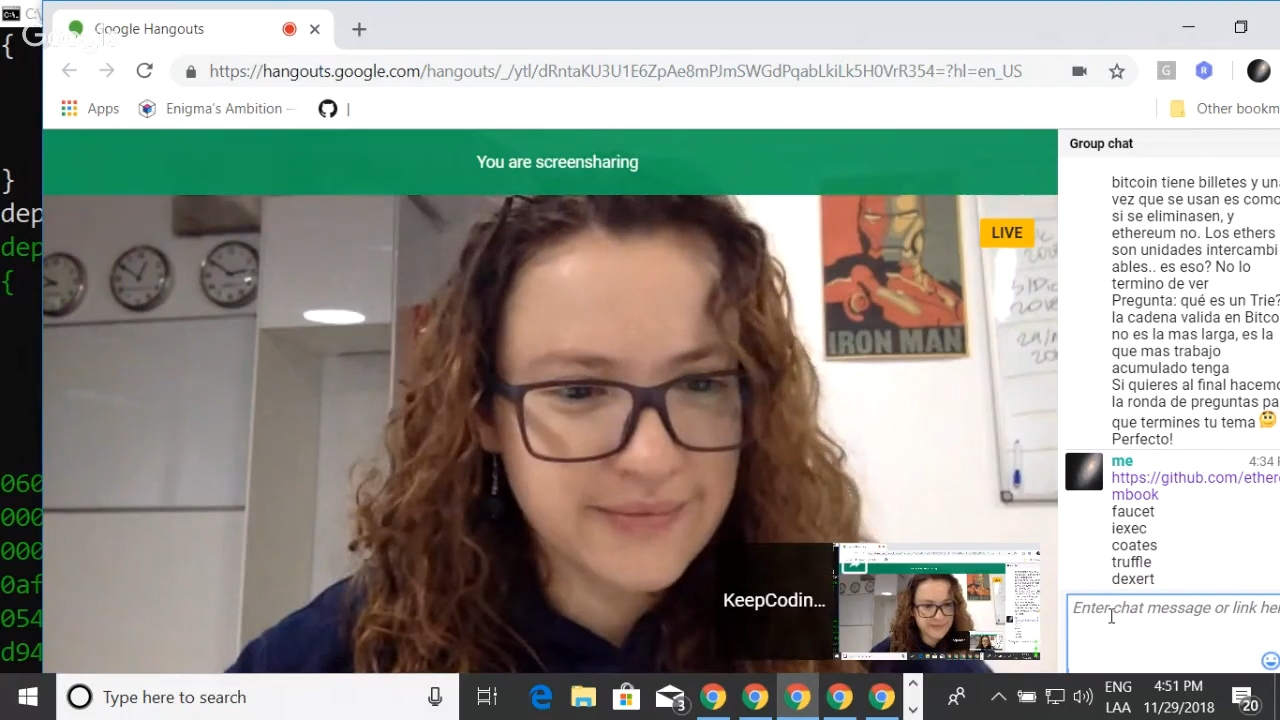 C:\
Google Hangouts
Google
https://hangouts.google.com/hangouts/_/ytl/dRntaKU3U1E6ZpAe8mPJmSWGdPqabLkiLk5H0VrR354=?hl=en_US
Apps
Enigma's Ambition
Other bookm
You are screensharing
Group chat
LIVE
{
}
dep
dep
{
060
000
000
0af
054
d94
IRON MAN
KeepCodin...
bitcoin tiene billetes y una
vez que se usan es como
si se eliminasen, y
ethereum no. Los ethers
son unidades intercambi
ables.. es eso? No lo
termino de ver
Pregunta: qué es un Trie?
la cadena valida en Bitco
no es la mas larga, es la
que mas trabajo
acumulado tenga
Si quieres al final hacemo
la ronda de preguntas pa
que termines tu tema
Perfecto!
me 4:34 P
https://github.com/ethere
mbook
faucet
iexec
coates
truffle
dexert
Enter chat message or link her
Type here to search
3
ENG
LAA
4:51 PM
11/29/2018
20